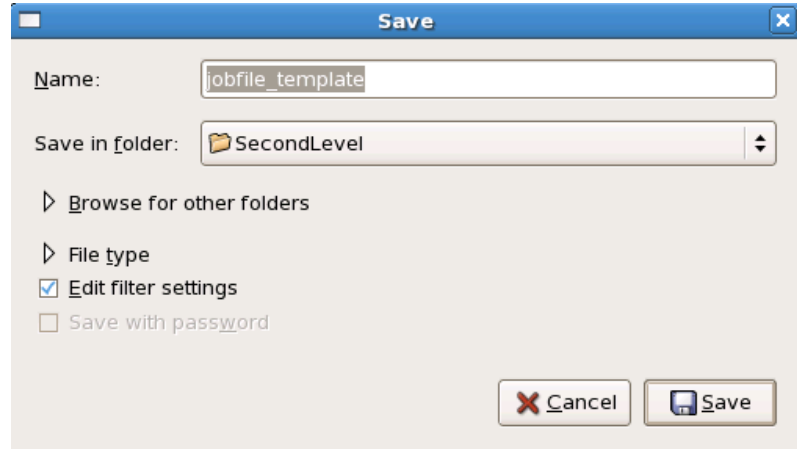 Save
Name: jobfile_template
Save in folder: SecondLevel
Browse for other folders
File type
Edit filter settings
Save with password
Cancel Save